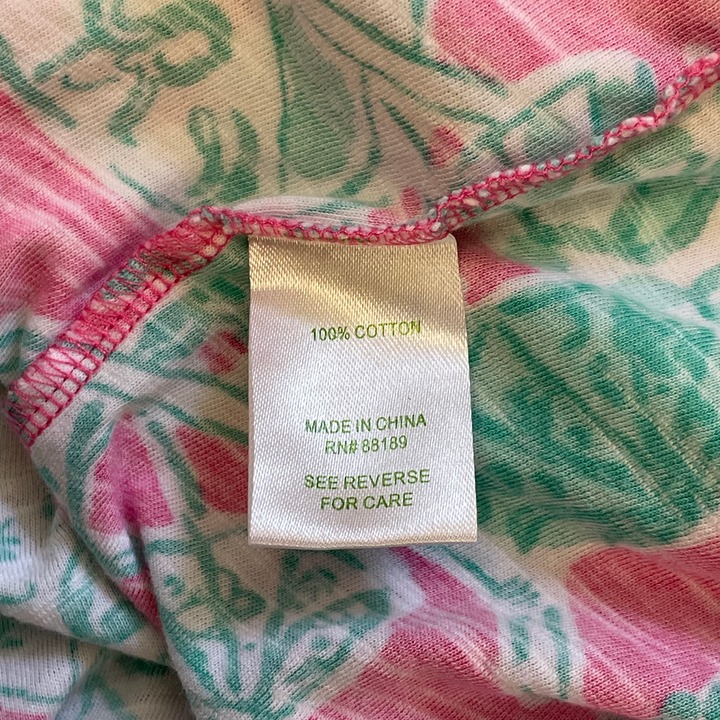 100% COTTON
MADE IN CHINA
RN# 88189
SEE REVERSE
FOR CARE